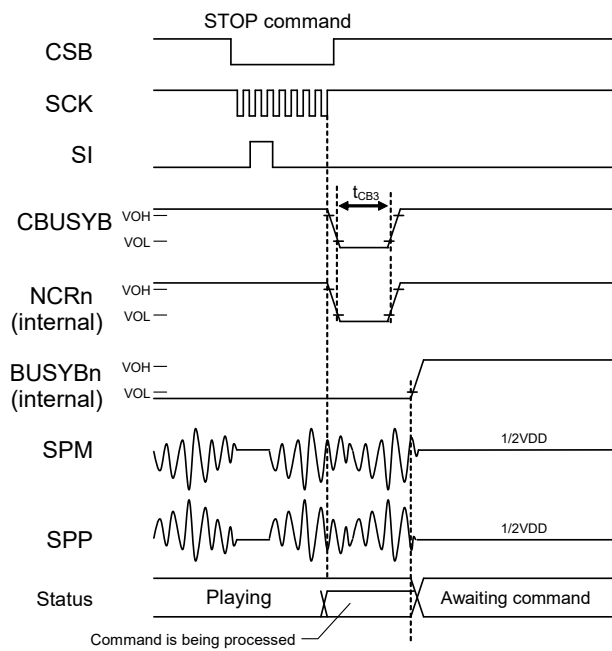 STOP command
CSB
SCK
SI
tCB3
CBUSYB
VOH
VOL
NCRn
(internal)
VOH
VOL
BUSYBn
(internal)
VOH
VOL
SPM
1/2VDD
SPP
1/2VDD
Status
Playing
Awaiting command
Command is being processed